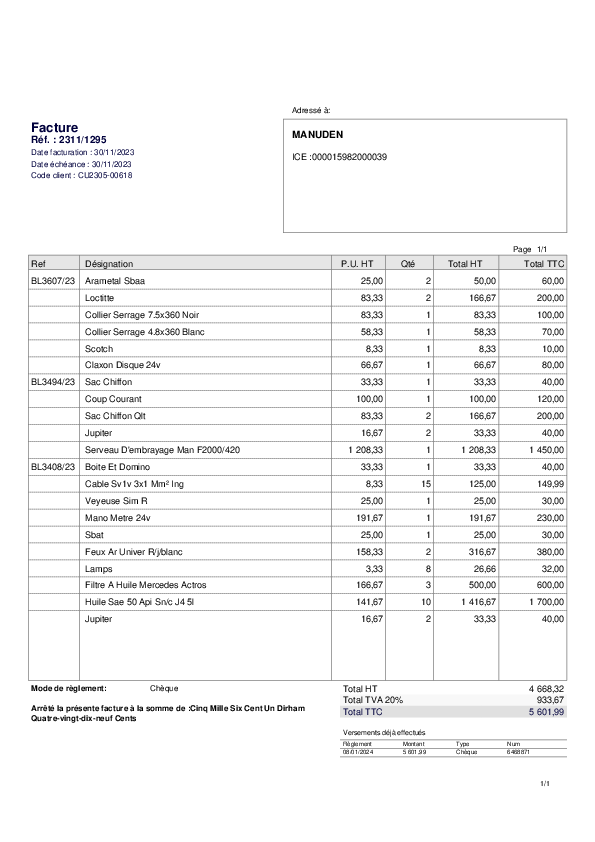 Adressé à:
Facture
Réf. : 2311/1295
Date facturation : 30/11/2023
Date échéance : 30/11/2023
Code client : CU2305-00618
MANUDEN
ICE :000015982000039
Page 1/1
Ref Désignation P.U. HT Qté Total HT Total TTC
BL3607/23 Arametal Sbaa 25,00 2 50,00 60,00
Loctitte 83,33 2 166,67 200,00
Collier Serrage 7.5x360 Noir 83,33 1 83,33 100,00
Collier Serrage 4.8x360 Blanc 58,33 1 58,33 70,00
Scotch 8,33 1 8,33 10,00
Claxon Disque 24v 66,67 1 66,67 80,00
BL3494/23 Sac Chiffon 33,33 1 33,33 40,00
Coup Courant 100,00 1 100,00 120,00
Sac Chiffon Qlt 83,33 2 166,67 200,00
Jupiter 16,67 2 33,33 40,00
Serveau D'embrayage Man F2000/420 1 208,33 1 1 208,33 1 450,00
BL3408/23 Boite Et Domino 33,33 1 33,33 40,00
Cable Sv1v 3x1 Mm² Ing 8,33 15 125,00 149,99
Veyeuse Sim R 25,00 1 25,00 30,00
Mano Metre 24v 191,67 1 191,67 230,00
Sbat 25,00 1 25,00 30,00
Feux Ar Univer R/j/blanc 158,33 2 316,67 380,00
Lamps 3,33 8 26,66 32,00
Filtre A Huile Mercedes Actros 166,67 3 500,00 600,00
Huile Sae 50 Api Sn/c J4 5l 141,67 10 1 416,67 1 700,00
Jupiter 16,67 2 33,33 40,00
Mode de règlement: Chèque
Arrêté la présente facture à la somme de :Cinq Mille Six Cent Un Dirham
Quatre-vingt-dix-neuf Cents
Total HT 4 668,32
Total TVA 20% 933,67
Total TTC 5 601,99
Versements déjà effectués
Règlement Montant Type Num
08/01/2024 5 601,99 Chèque 6468871
1/1